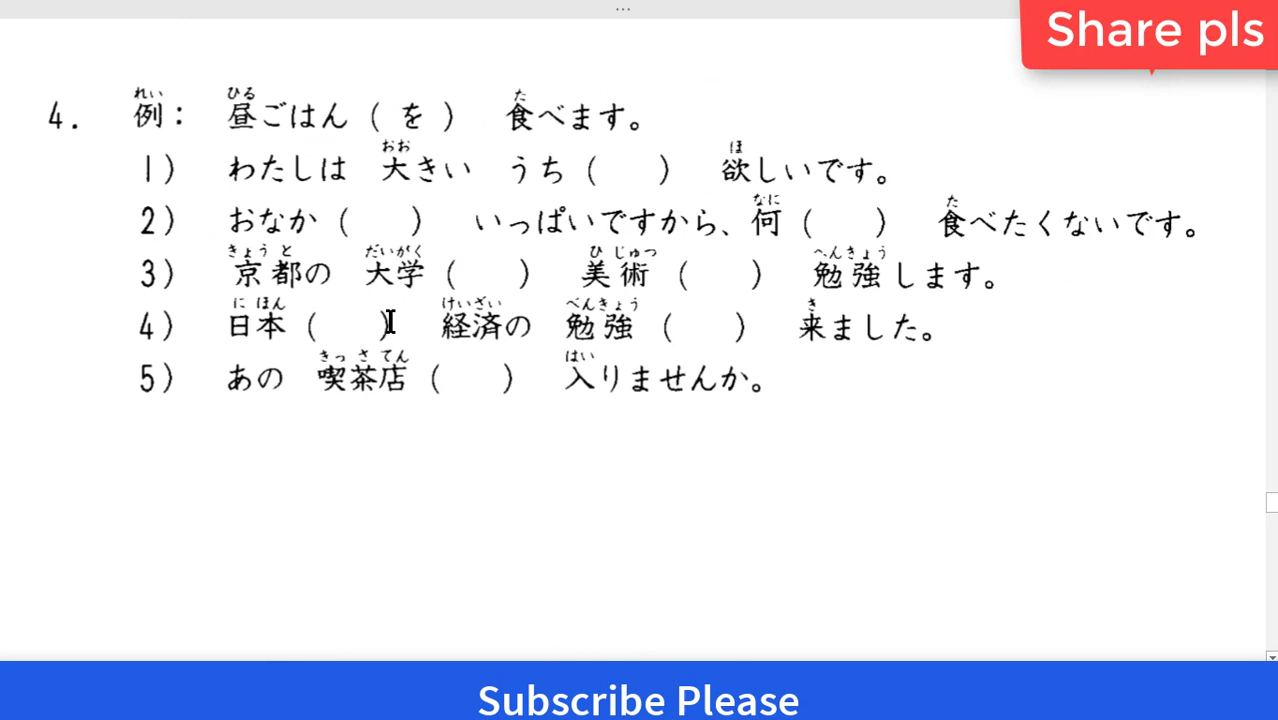 Share pls
4. 例： 昼ごはん ( を ) 食べます。
1) わたしは 大きい うち ( ) 欲しいです。
2) おなか ( ) いっぱいですから、何 ( ) 食べたくないです。
3) 京都の 大学 ( ) 美術 ( ) 勉強します。
4) 日本 ( ) 経済の 勉強 ( ) 来ました。
5) あの 喫茶店 ( ) 入りませんか。
Subscribe Please